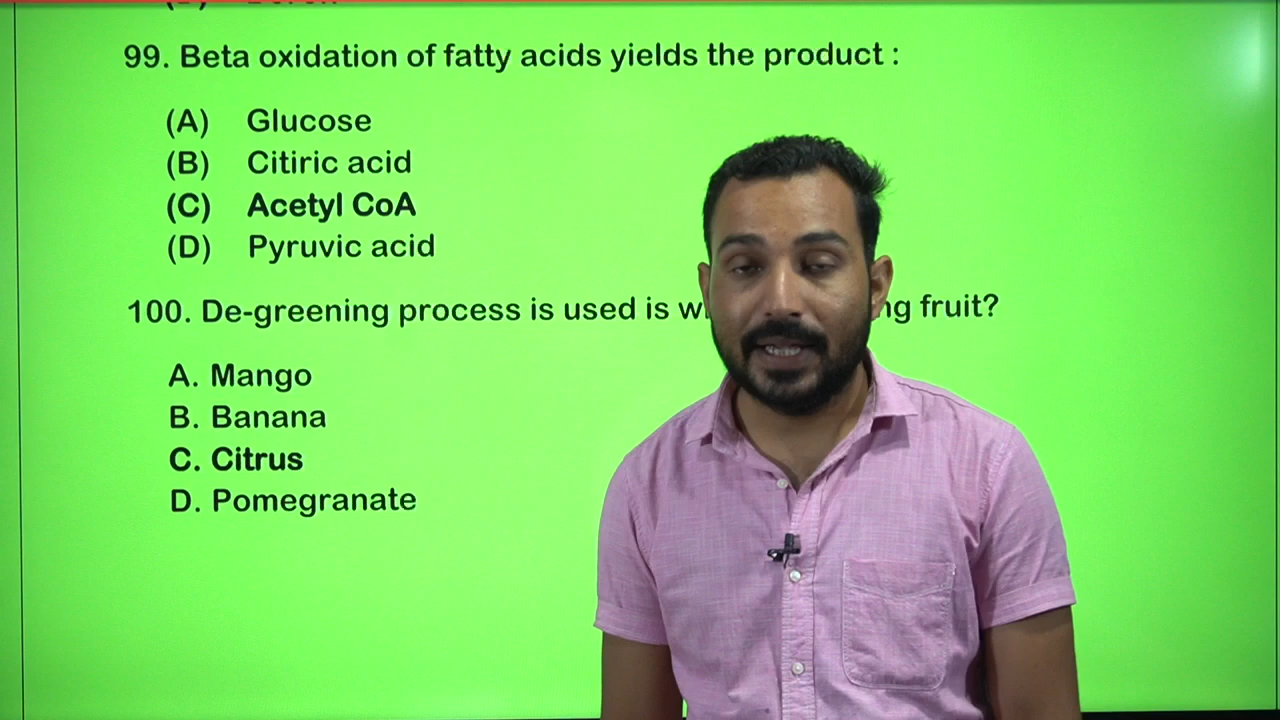 99. Beta oxidation of fatty acids yields the product :
(A) Glucose
(B) Citiric acid
(C) Acetyl CoA
(D) Pyruvic acid
100. De-greening process is used is fruit?
A. Mango
B. Banana
C. Citrus
D. Pomegranate